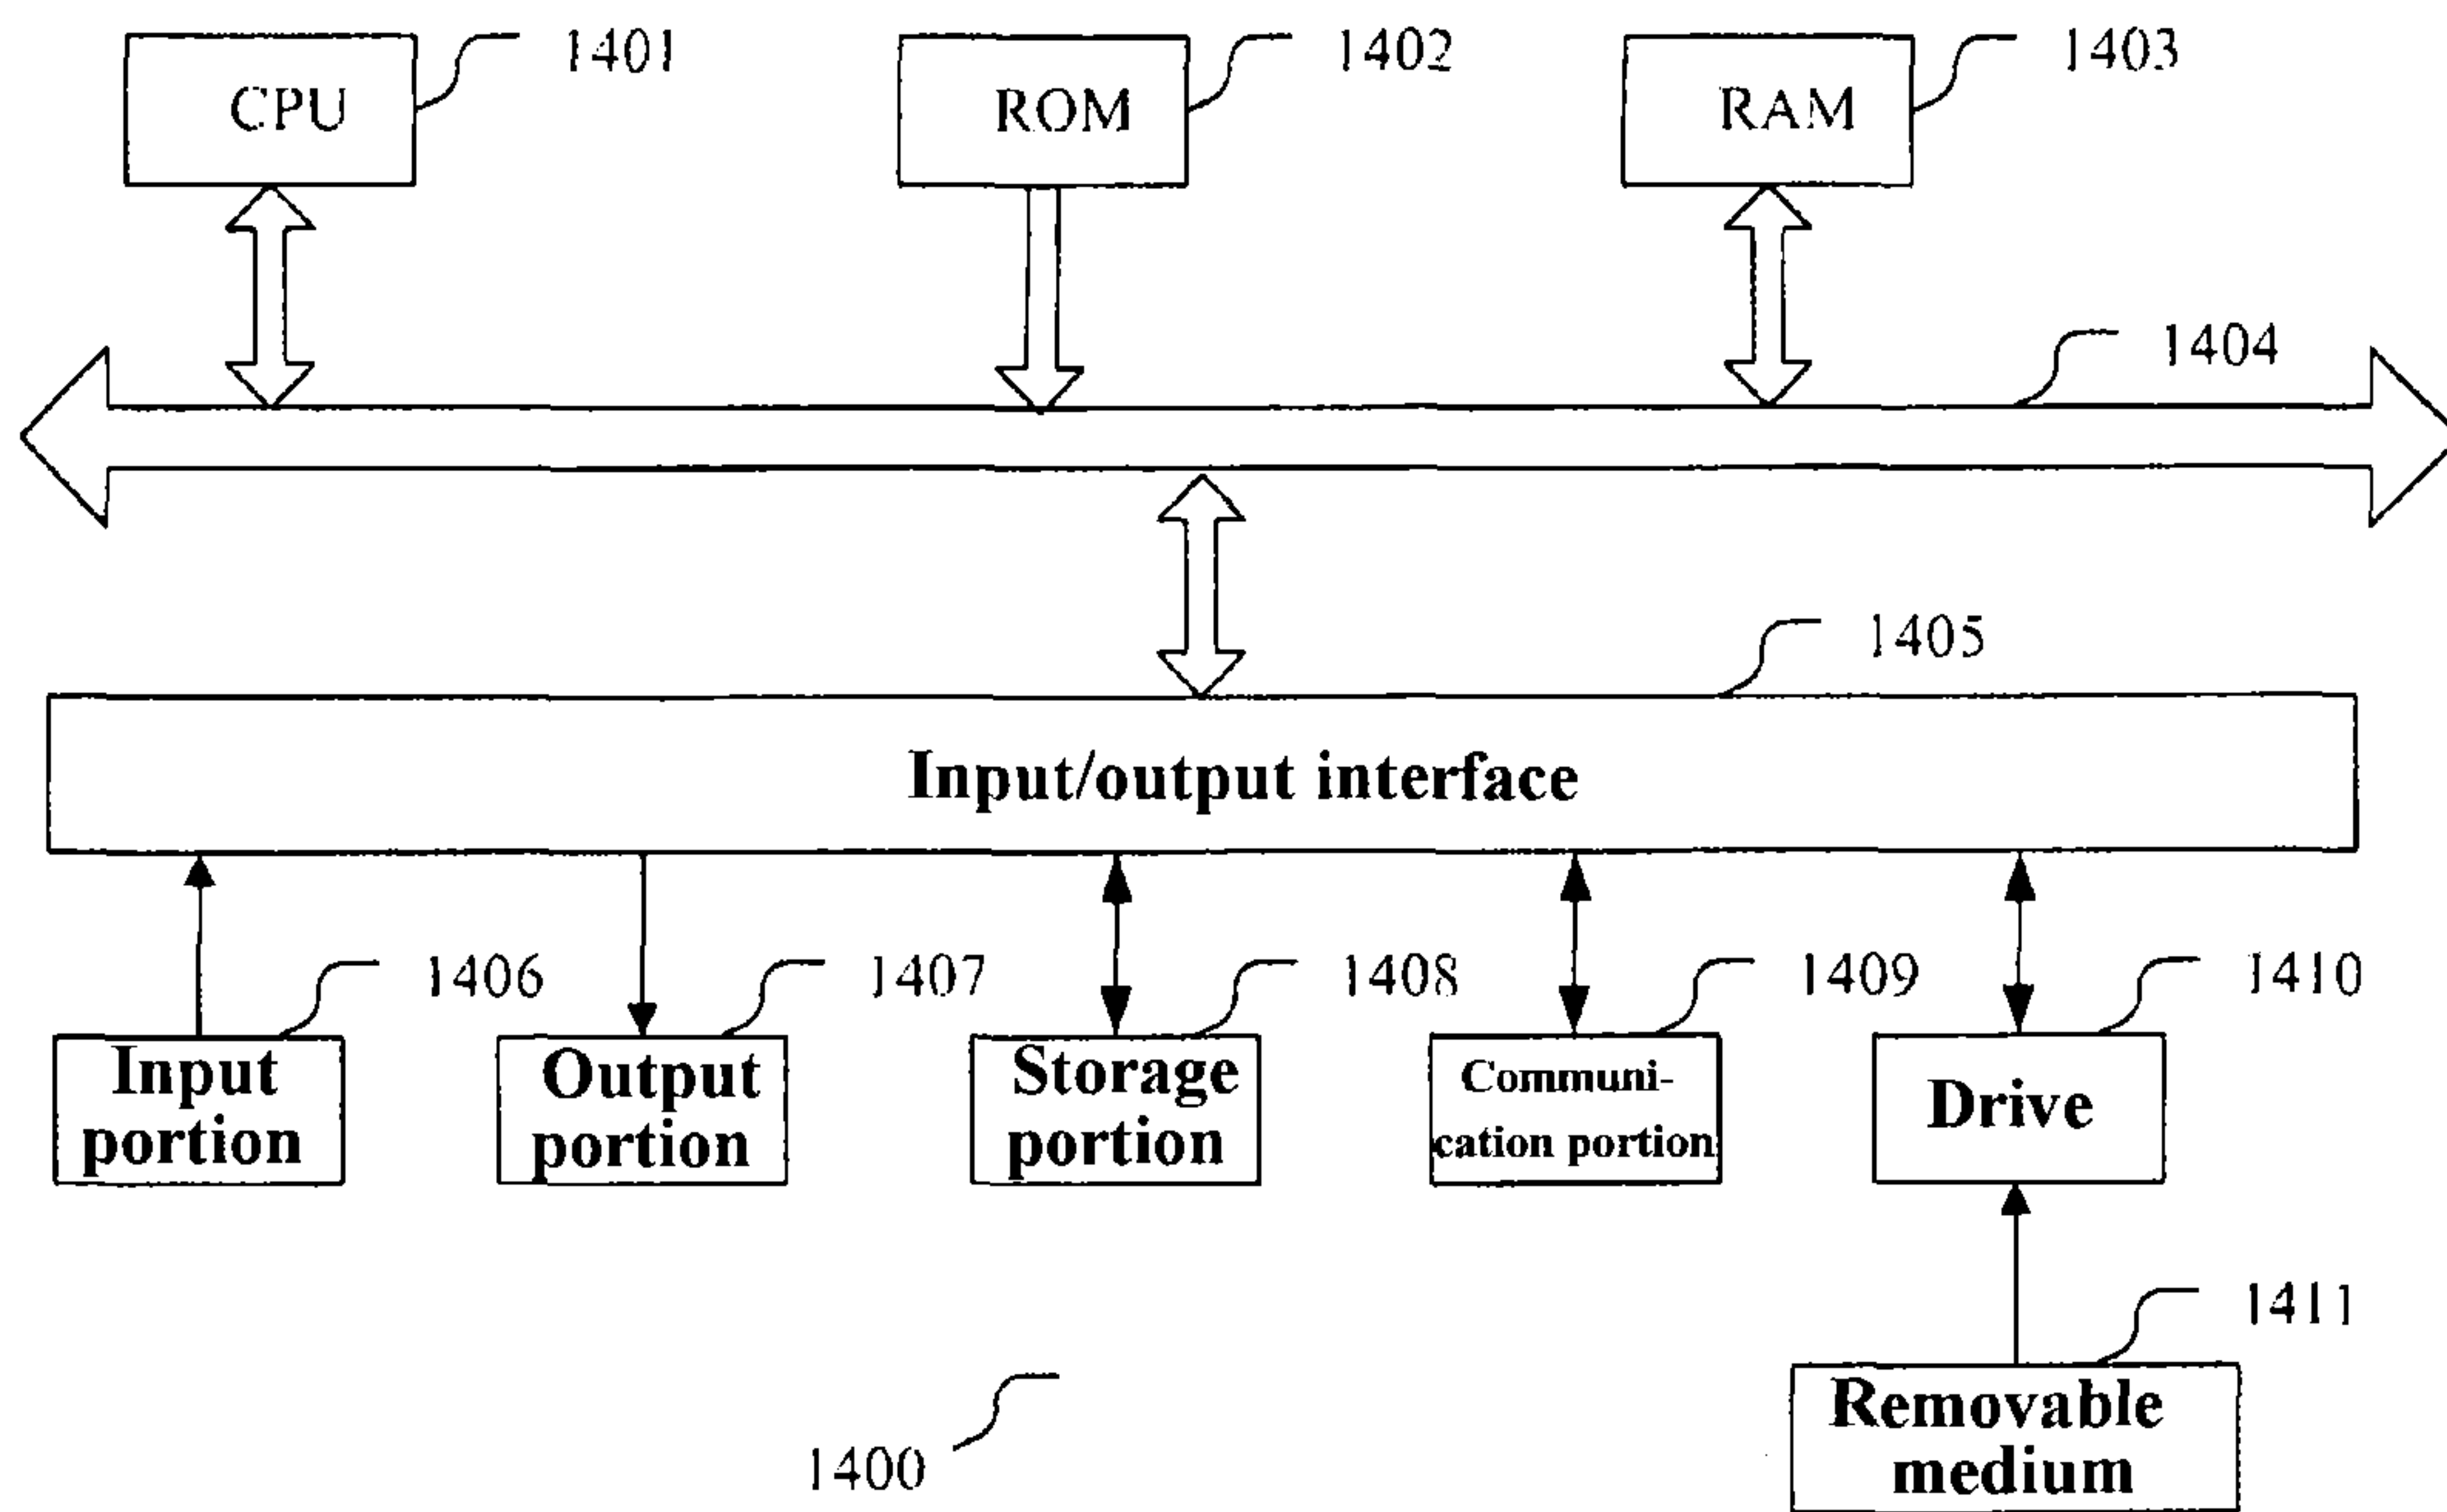 CPU
1401
ROM
1402
RAM
1403
1404
1405
Input/output interface
1406
1407
1408
1409
1410
Input
portion
Output
portion
Storage
portion
Communi-
cation portion
Drive
1411
Removable
medium
1400